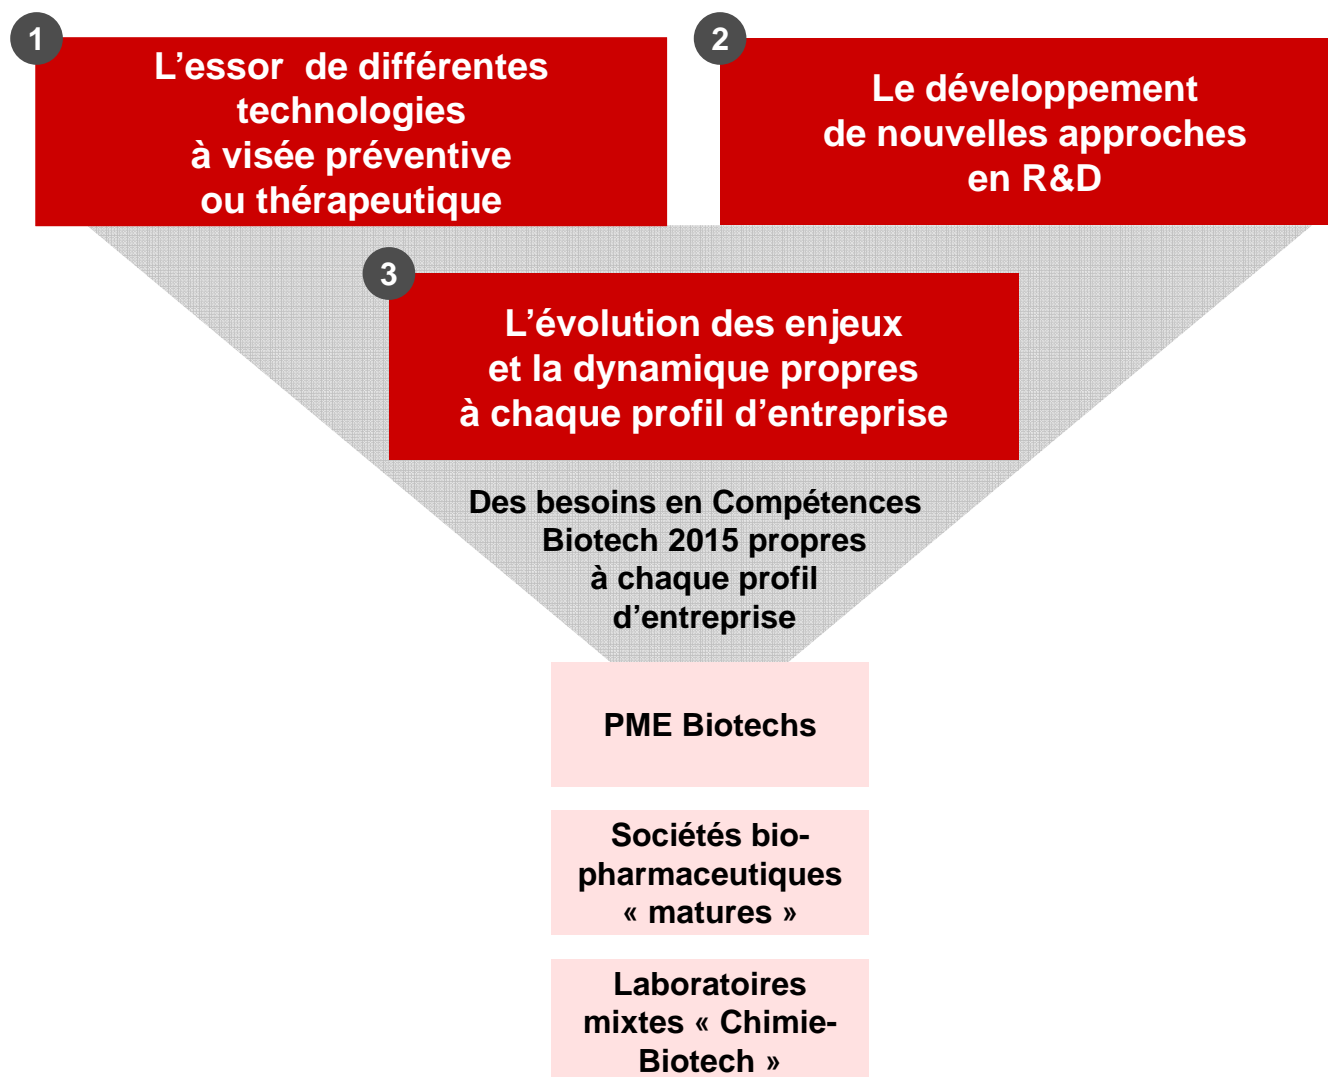 1
L’essor de différentes
technologies
à visée préventive
ou thérapeutique
2
Le développement
de nouvelles approches
en R&D
3
L’évolution des enjeux
et la dynamique propres
à chaque profil d’entreprise
Des besoins en Compétences
Biotech 2015 propres
à chaque profil
d’entreprise
PME Biotechs
Sociétés bio-
pharmaceutiques
« matures »
Laboratoires
mixtes « Chimie-
Biotech »